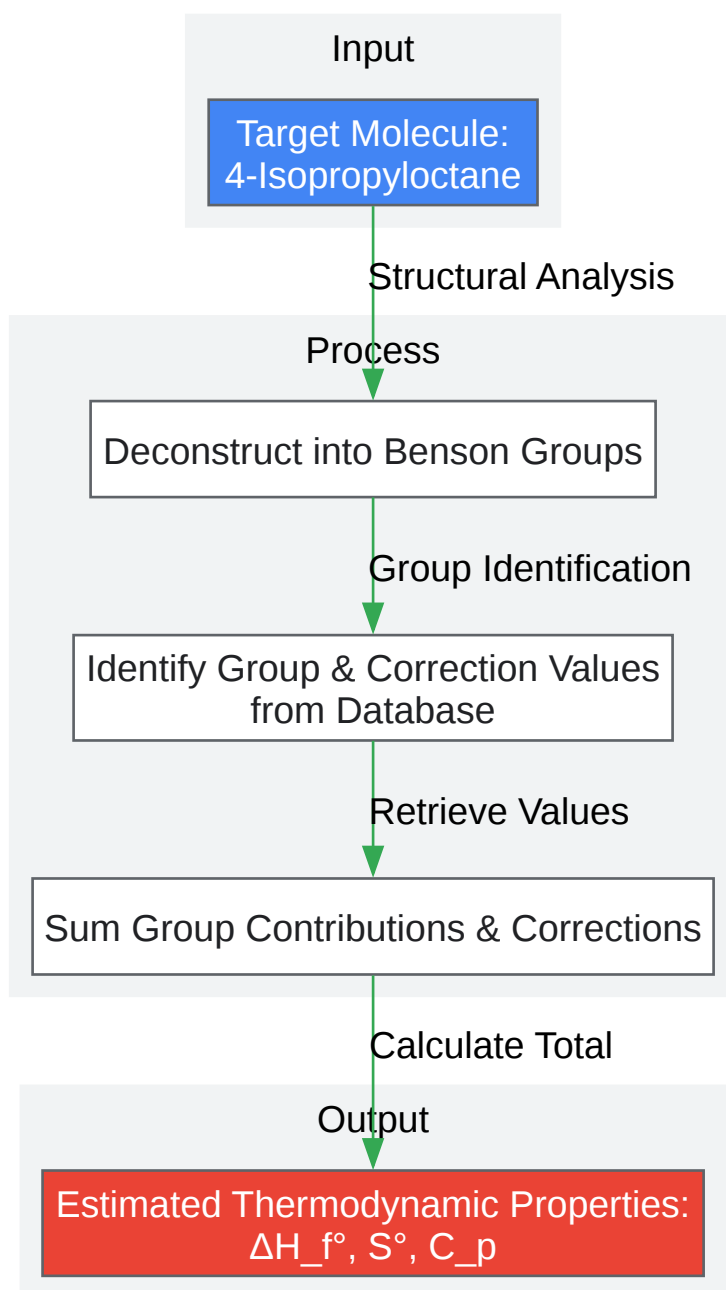 Input
Target Molecule:
4-Isopropyloctane
Structural Analysis
Process
Deconstruct into Benson Groups
Group Identification
Identify Group & Correction Values
from Database
Retrieve Values
Sum Group Contributions & Corrections
Calculate Total
Output
Estimated Thermodynamic Properties:
ΔH_f°, S°, C_p